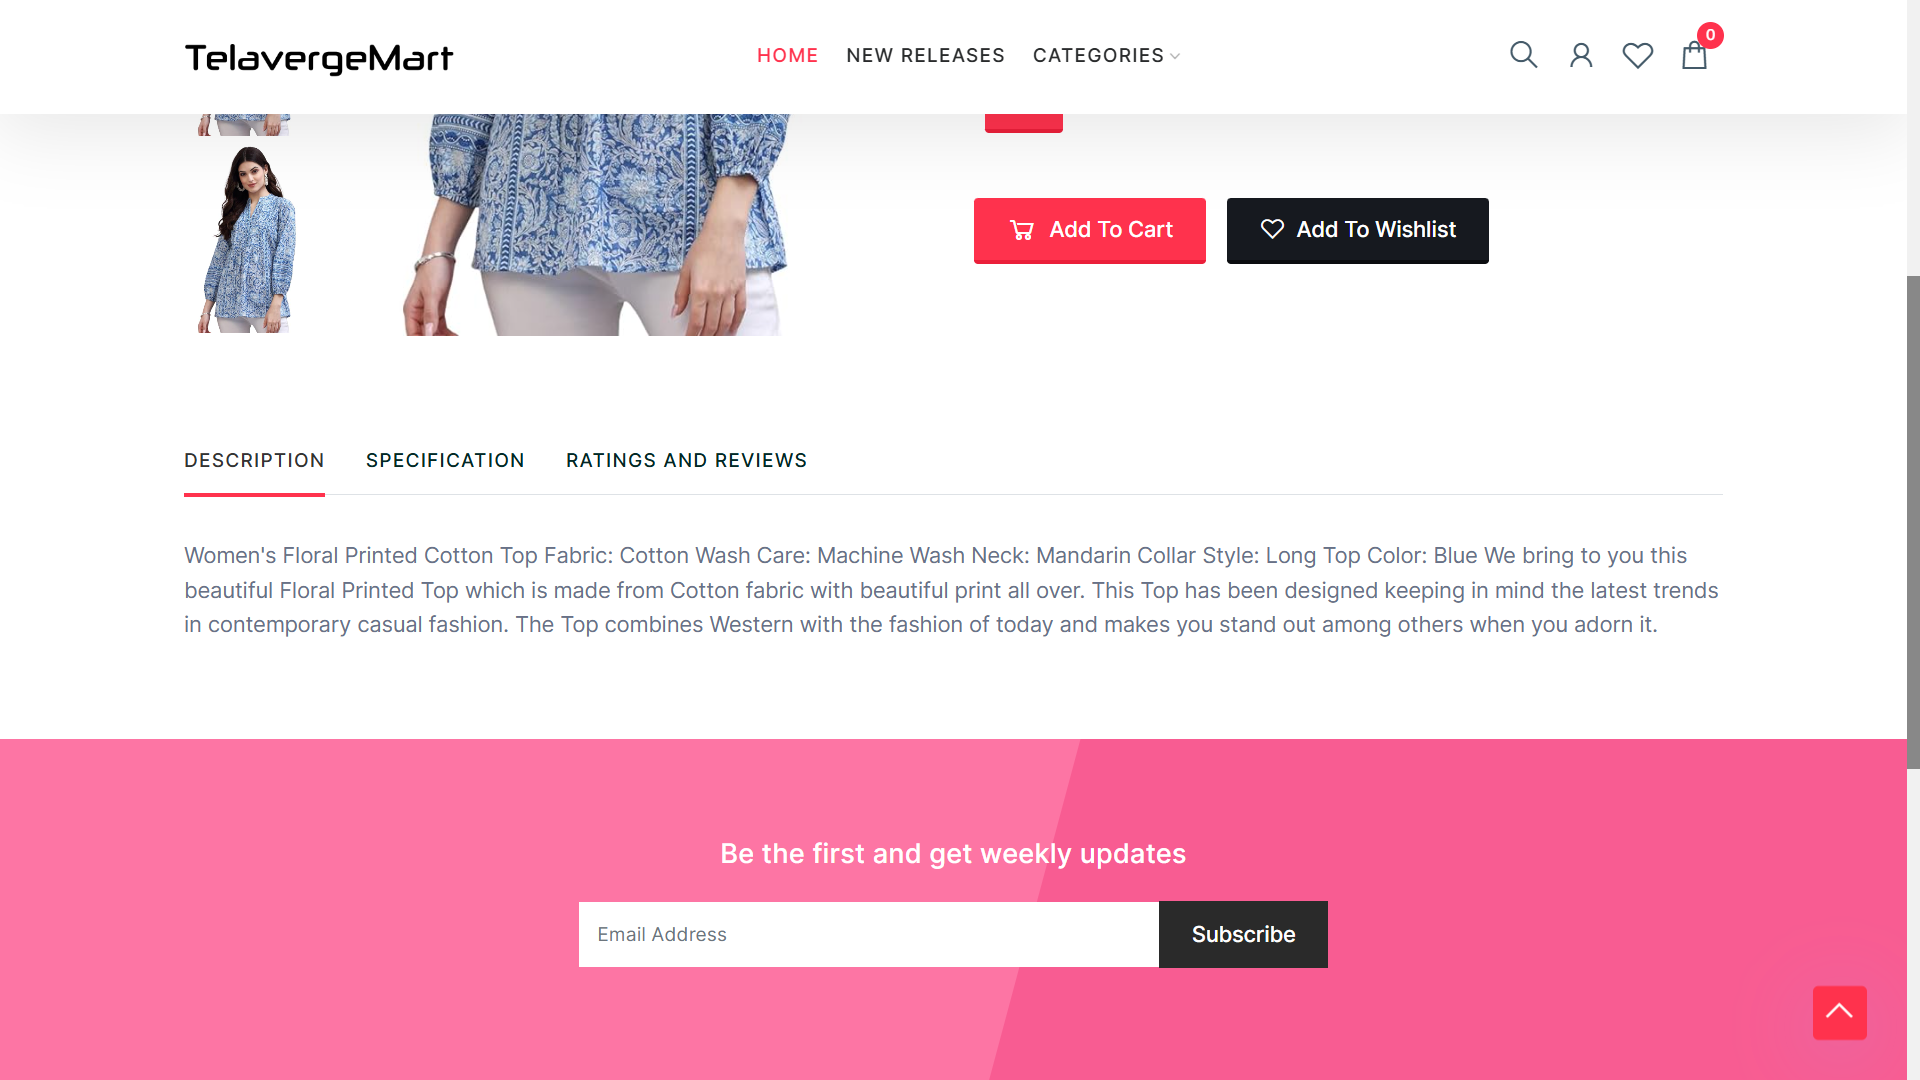 TelavergeMart
HOME NEW RELEASES CATEGORIES
0
Add To Cart Add To Wishlist
DESCRIPTION SPECIFICATION RATINGS AND REVIEWS
Women's Floral Printed Cotton Top Fabric: Cotton Wash Care: Machine Wash Neck: Mandarin Collar Style: Long Top Color: Blue We bring to you this
beautiful Floral Printed Top which is made from Cotton fabric with beautiful print all over. This Top has been designed keeping in mind the latest trends
in contemporary casual fashion. The Top combines Western with the fashion of today and makes you stand out among others when you adorn it.
Be the first and get weekly updates
Email Address Subscribe